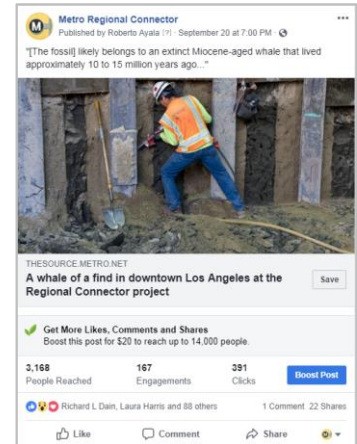 Metro Regional Connector
Published by Roberto Ayala [?] · September 20 at 7:00 PM ·
"[The fossil] likely belongs to an extinct Miocene-aged whale that lived
approximately 10 to 15 million years ago..."
THESOURCE.METRO.NET
A whale of a find in downtown Los Angeles at the
Regional Connector project
Save
Get More Likes, Comments and Shares
Boost this post for $20 to reach up to 14,000
people.
3,168
People Reached
167
Engagements
391
Clicks
Boost Post
Richard L Dain, Laura Harris and 88 others
1 Comment 22 Shares
Like
Comment
Share